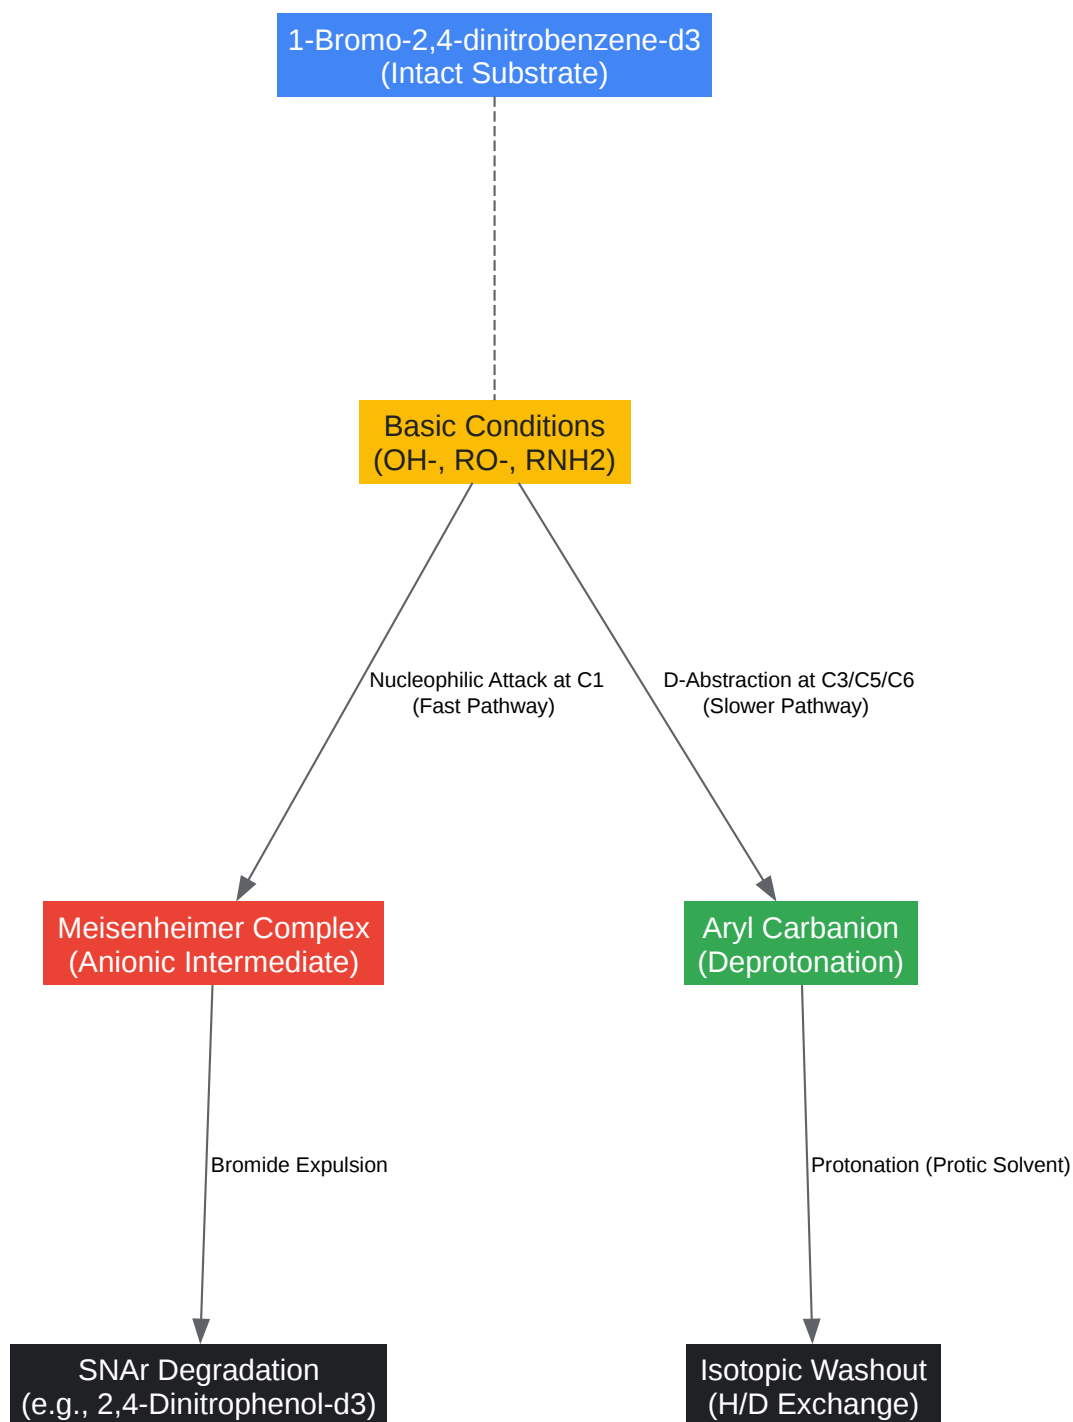 1-Bromo-2,4-dinitrobenzene-d3
(Intact Substrate)
Basic Conditions
(OH-, RO-, RNH2)
Nucleophilic Attack at C1
(Fast Pathway)
D-Abstraction at C3/C5/C6
(Slower Pathway)
Meisenheimer Complex
(Anionic Intermediate)
Aryl Carbanion
(Deprotonation)
Bromide Expulsion
Protonation (Protic Solvent)
SNAr Degradation
(e.g., 2,4-Dinitrophenol-d3)
Isotopic Washout
(H/D Exchange)